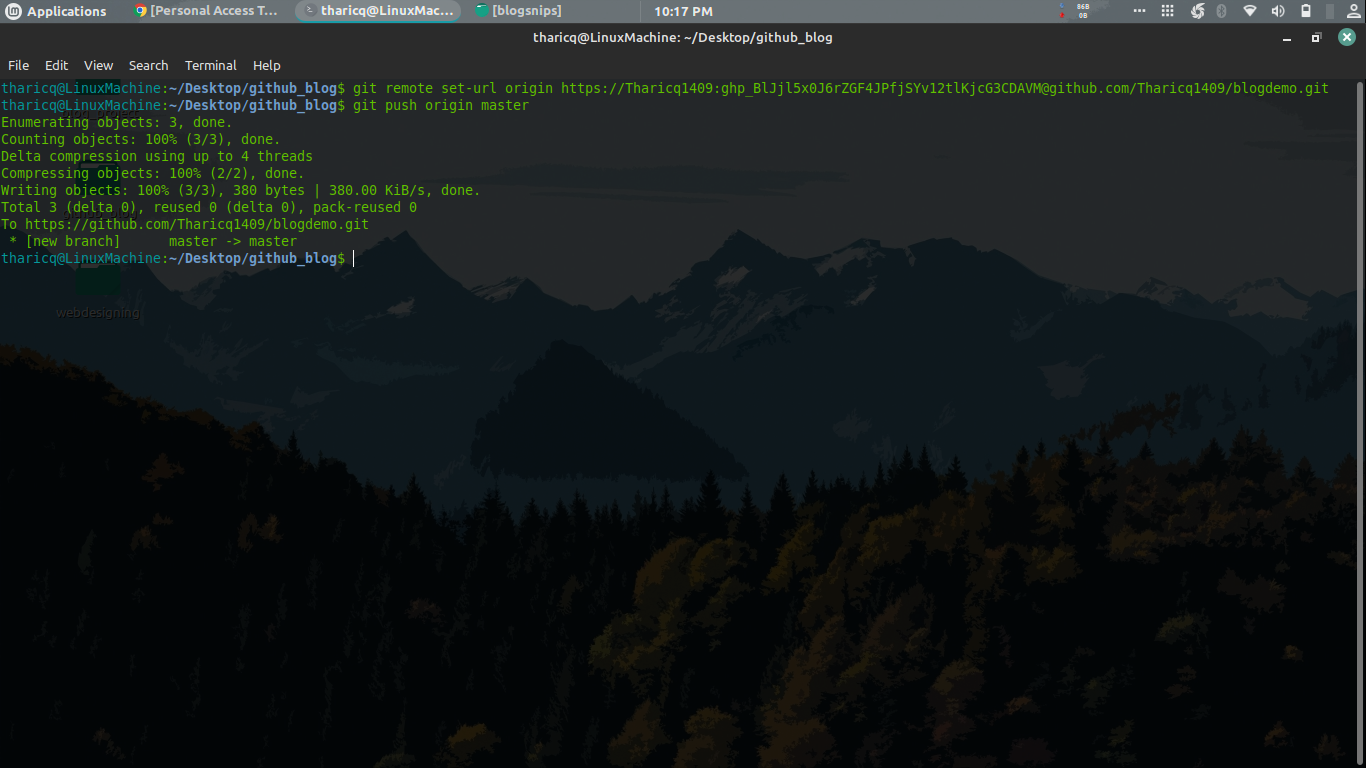 Applications
[Personal Access T...
tharicq@LinuxMac...
[blogsnips]
10:17 PM
86B
0B
tharicq@LinuxMachine: ~/Desktop/github_blog
File Edit View Search Terminal Help
tharicq@LinuxMachine:~/Desktop/github_blog$ git remote set-url origin https://Tharicq1409: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@github.com/Tharicq1409/blogdemo.git
tharicq@LinuxMachine:~/Desktop/github_blog$ git push origin master
Enumerating objects: 3, done.
Counting objects: 100% (3/3), done.
Delta compression using up to 4 threads
Compressing objects: 100% (2/2), done.
Writing objects: 100% (3/3), 380 bytes | 380.00 KiB/s, done.
Total 3 (delta 0), reused 0 (delta 0), pack-reused 0
To https://github.com/Tharicq1409/blogdemo.git
 * [new branch]      master -> master
tharicq@LinuxMachine:~/Desktop/github_blog$
webdesigning